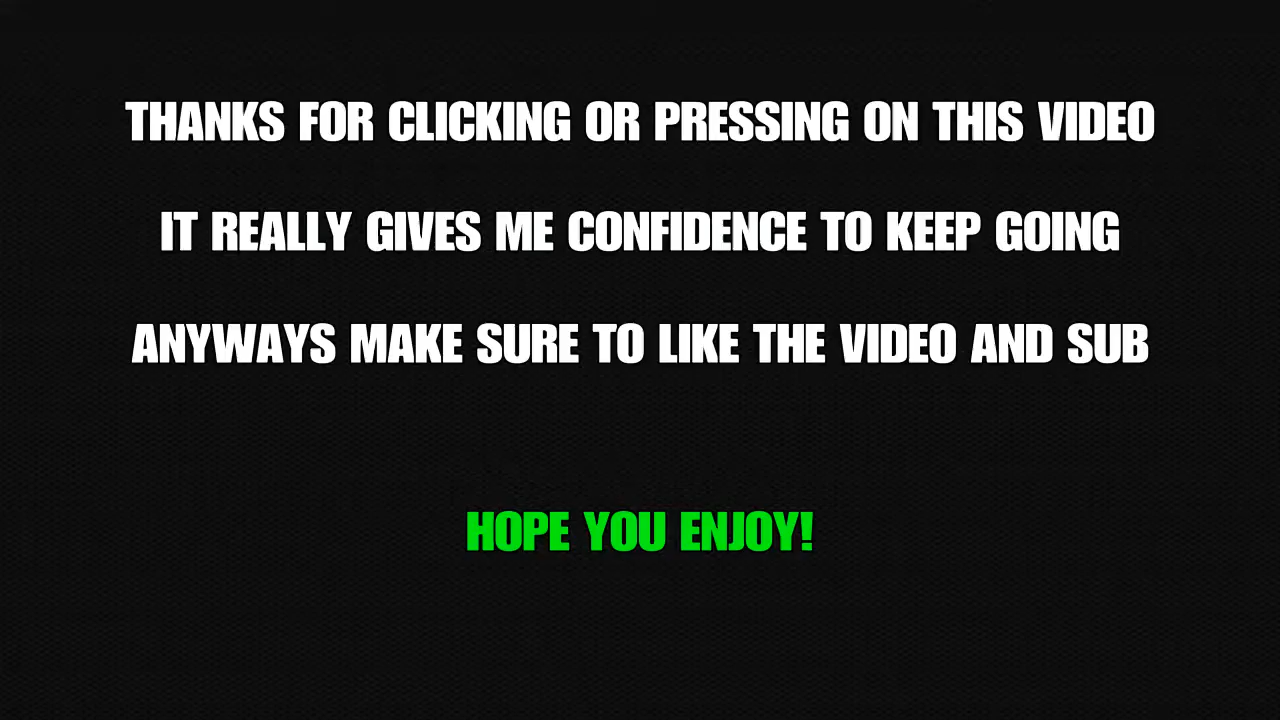 THANKS FOR CLICKING OR PRESSING ON THIS VIDEO
IT REALLY GIVES ME CONFIDENCE TO KEEP GOING
ANYWAYS MAKE SURE TO LIKE THE VIDEO AND SUB
HOPE YOU ENJOY!